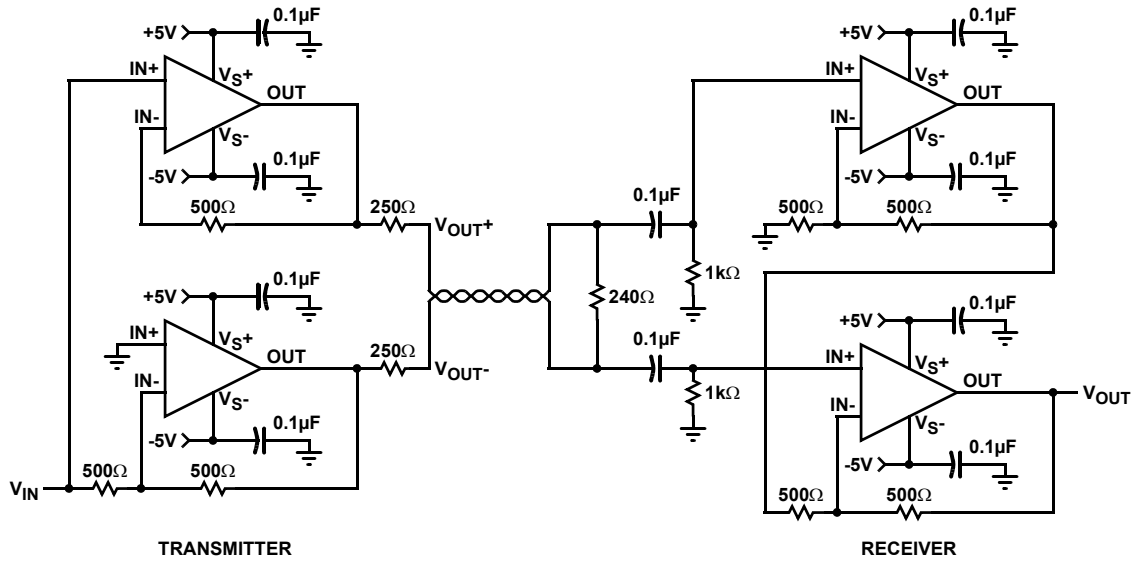 +5V
0.1µF
IN+
VS+
OUT
IN-
VS-
-5V
0.1µF
500Ω
250Ω
VOUT+
+5V
0.1µF
IN+
VS+
OUT
250Ω
VOUT-
IN-
VS-
-5V
0.1µF
500Ω
500Ω
VIN
TRANSMITTER
240Ω
0.1µF
1kΩ
0.1µF
1kΩ
+5V
0.1µF
IN+
VS+
OUT
IN-
VS-
-5V
0.1µF
500Ω
500Ω
+5V
0.1µF
IN+
VS+
OUT
VOUT
IN-
VS-
-5V
0.1µF
500Ω
500Ω
RECEIVER